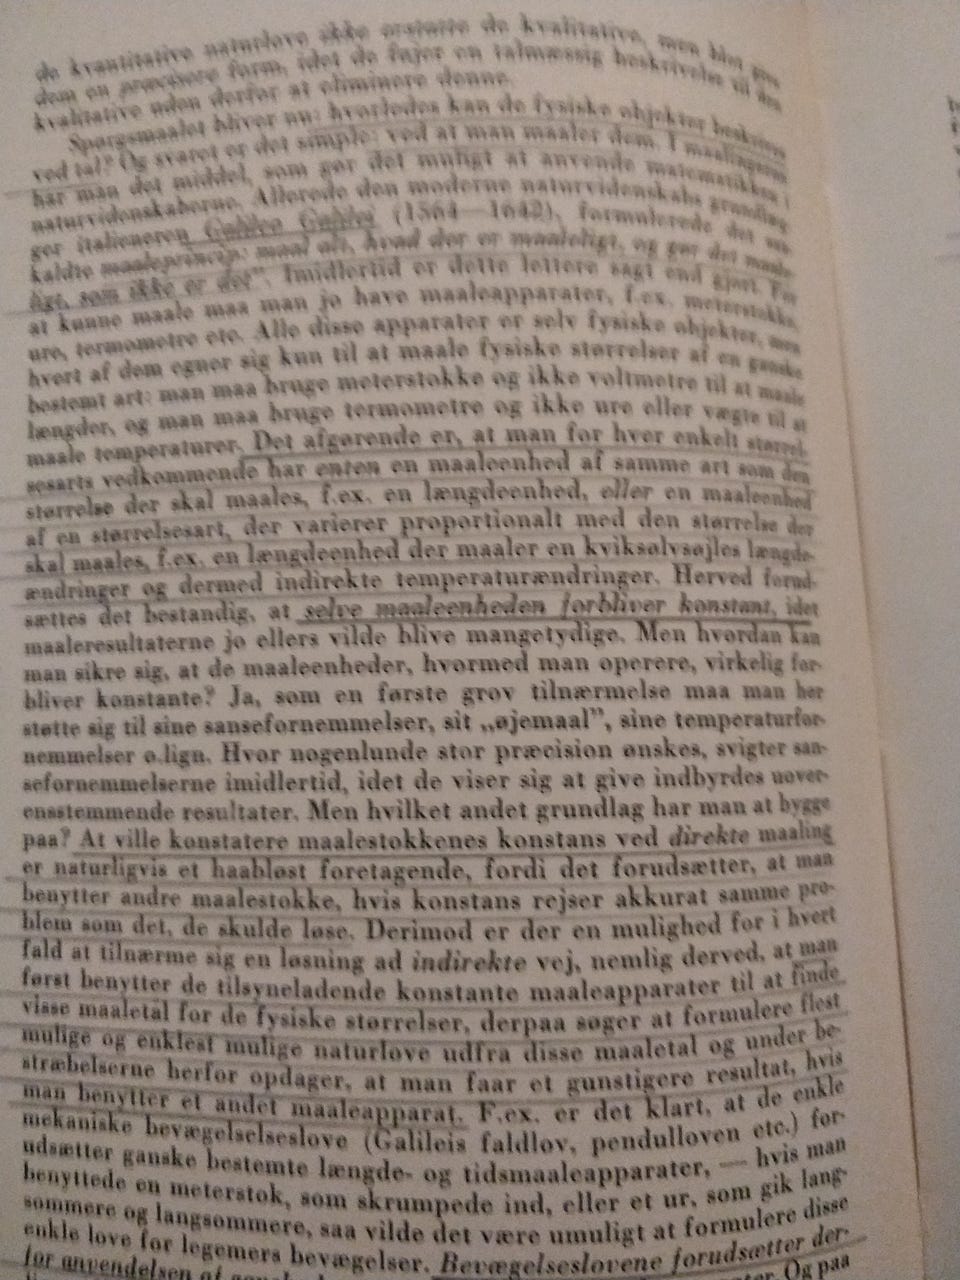 de kvantitative naturlove ikke erstatte de kvalitative, men blot give
dem en præcisere form, idet de føjer en talmæssig beskrivelse til den
kvalitative uden derfor at eliminere denne.
Spørgsmaalet bliver nu: hvorledes kan de fysiske objekter beskrives
ved tal? Og svaret er det simple: ved at man maaler dem. I maalingerne
har man det middel, som gør det muligt at anvende matematikken i
naturvidenskaberne. Allerede den moderne naturvidenskabs grundlæg-
ger italieneren Galileo Galilei (1564—1642), formulerede det saa-
kaldte maaleprincip: maal alt, hvad der er maaleligt, og gør det maale-
ligt, som ikke er det". Imidlertid er dette lettere sagt end gjort. For
at kunne maale maa man jo have maaleapparater, f.ex. meterstokke,
ure, termometre etc. Alle disse apparater er selv fysiske objekter, men
hvert af dem egner sig kun til at maale fysiske størrelser af en ganske
bestemt art: man maa bruge meterstokke og ikke voltmetre til at maale
længder, og man maa bruge termometre og ikke ure eller vægte til at
maale temperaturer. Det afgørende er, at man for hver enkelt størrel-
sesarts vedkommende har enten en maaleenhed af samme art som den
størrelse der skal maales, f.ex. en længdeenhed, eller en maaleenhed
af en størrelsesart, der varierer proportionalt med den størrelse der
skal maales, f.ex. en længdeenhed der maaler en kviksølvsøjles længde-
ændringer og dermed indirekte temperaturændringer. Herved forud-
sættes det bestandig, at selve maaleenheden forbliver konstant, idet
maaleresultaterne jo ellers vilde blive mangetydige. Men hvordan kan
man sikre sig, at de maaleenheder, hvormed man operere, virkelig for-
bliver konstante? Ja, som en første grov tilnærmelse maa man her
støtte sig til sine sansefornemmelser, sit „øjemaal”, sine temperaturfor-
nemmelser o.lign. Hvor nogenlunde stor præcision ønskes, svigter san-
sefornemmelserne imidlertid, idet de viser sig at give indbyrdes uover-
ensstemmende resultater. Men hvilket andet grundlag har man at bygge
paa? At ville konstatere maalestokkenes konstans ved direkte maaling
er naturligvis et haabløst foretagende, fordi det forudsætter, at man
benytter andre maalestokke, hvis konstans rejser akkurat samme pro-
blem som det, de skulde løse. Derimod er der en mulighed for i hvert
fald at tilnærme sig en løsning ad indirekte vej, nemlig derved, at man
først benytter de tilsyneladende konstante maaleapparater til at finde
visse maaletal for de fysiske størrelser, derpaa søger at formulere flest
mulige og enklest mulige naturlove udfra disse maaletal og under be-
stræbelserne herfor opdager, at man faar et gunstigere resultat, hvis
man benytter et andet maaleapparat. F.ex. er det klart, at de enkle
mekaniske bevægelseslove (Galileis faldlov, pendulloven etc.) for-
udsætter ganske bestemte længde- og tidsmaaleapparater, — hvis man
benyttede en meterstok, som skrumpede ind, eller et ur, som gik lang-
sommere og langsommere, saa vilde det være umuligt at formulere disse
enkle love for legemers bevægelser. Bevægelseslovene forudsætter der-
for anvendelsen af Og paa